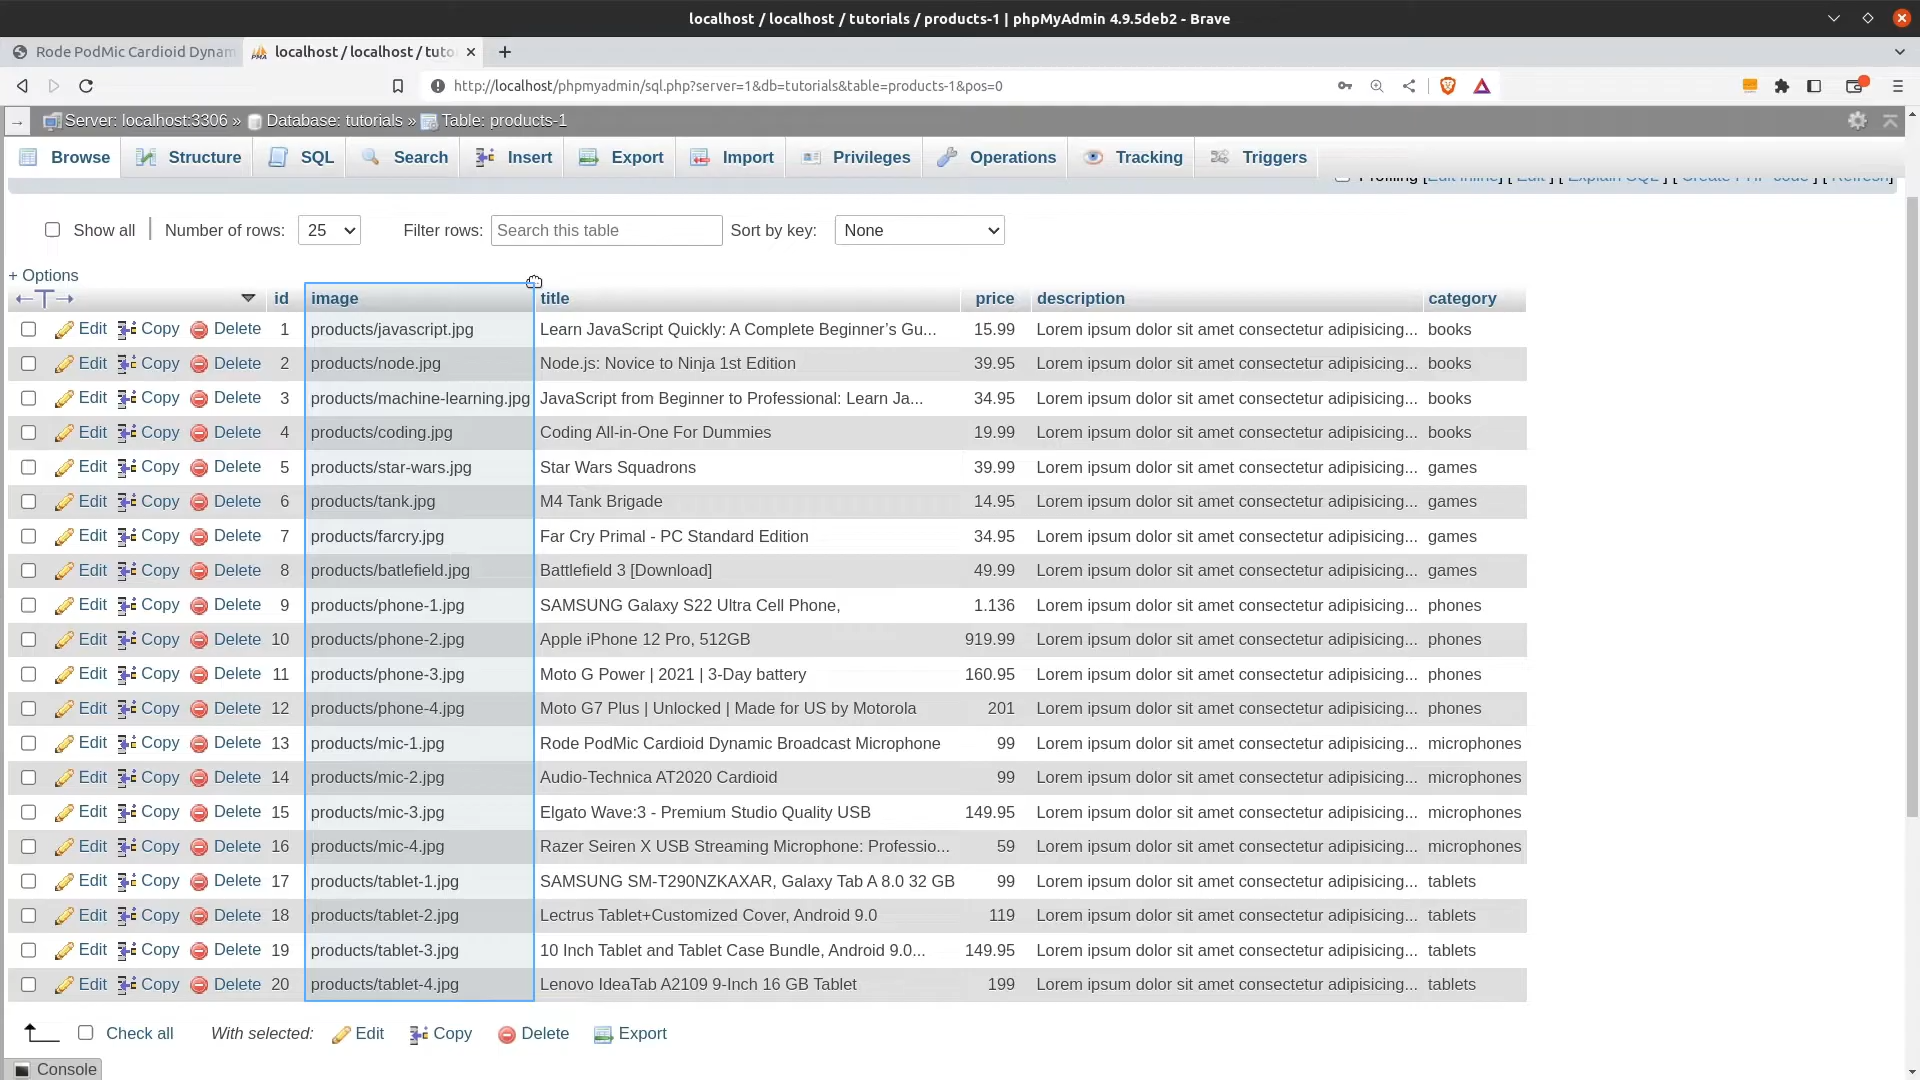 localhost / localhost / tutorials / products-1 | phpMyAdmin 4.9.5deb2 - Brave
Rode PodMic Cardioid Dynam
localhost / localhost / tuto
http://localhost/phpmyadmin/sql.php?server=1&db=tutorials&table=products-1&pos=0
Server: localhost:3306 » Database: tutorials » Table: products-1
Browse Structure SQL Search Insert Export Import Privileges Operations Tracking Triggers
Profiling [Edit inline] [ Edit ] [ Explain SQL ] [ Create PHP code ] [ Refresh]
Show all | Number of rows: 25 Filter rows: Search this table Sort by key: None
+ Options
←T→ id image title price description category
Edit Copy Delete 1 products/javascript.jpg Learn JavaScript Quickly: A Complete Beginner’s Gu... 15.99 Lorem ipsum dolor sit amet consectetur adipisicing... books
Edit Copy Delete 2 products/node.jpg Node.js: Novice to Ninja 1st Edition 39.95 Lorem ipsum dolor sit amet consectetur adipisicing... books
Edit Copy Delete 3 products/machine-learning.jpg JavaScript from Beginner to Professional: Learn Ja... 34.95 Lorem ipsum dolor sit amet consectetur adipisicing... books
Edit Copy Delete 4 products/coding.jpg Coding All-in-One For Dummies 19.99 Lorem ipsum dolor sit amet consectetur adipisicing... books
Edit Copy Delete 5 products/star-wars.jpg Star Wars Squadrons 39.99 Lorem ipsum dolor sit amet consectetur adipisicing... games
Edit Copy Delete 6 products/tank.jpg M4 Tank Brigade 14.95 Lorem ipsum dolor sit amet consectetur adipisicing... games
Edit Copy Delete 7 products/farcry.jpg Far Cry Primal - PC Standard Edition 34.95 Lorem ipsum dolor sit amet consectetur adipisicing... games
Edit Copy Delete 8 products/batlefield.jpg Battlefield 3 [Download] 49.99 Lorem ipsum dolor sit amet consectetur adipisicing... games
Edit Copy Delete 9 products/phone-1.jpg SAMSUNG Galaxy S22 Ultra Cell Phone, 1.136 Lorem ipsum dolor sit amet consectetur adipisicing... phones
Edit Copy Delete 10 products/phone-2.jpg Apple iPhone 12 Pro, 512GB 919.99 Lorem ipsum dolor sit amet consectetur adipisicing... phones
Edit Copy Delete 11 products/phone-3.jpg Moto G Power | 2021 | 3-Day battery 160.95 Lorem ipsum dolor sit amet consectetur adipisicing... phones
Edit Copy Delete 12 products/phone-4.jpg Moto G7 Plus | Unlocked | Made for US by Motorola 201 Lorem ipsum dolor sit amet consectetur adipisicing... phones
Edit Copy Delete 13 products/mic-1.jpg Rode PodMic Cardioid Dynamic Broadcast Microphone 99 Lorem ipsum dolor sit amet consectetur adipisicing... microphones
Edit Copy Delete 14 products/mic-2.jpg Audio-Technica AT2020 Cardioid 99 Lorem ipsum dolor sit amet consectetur adipisicing... microphones
Edit Copy Delete 15 products/mic-3.jpg Elgato Wave:3 - Premium Studio Quality USB 149.95 Lorem ipsum dolor sit amet consectetur adipisicing... microphones
Edit Copy Delete 16 products/mic-4.jpg Razer Seiren X USB Streaming Microphone: Professio... 59 Lorem ipsum dolor sit amet consectetur adipisicing... microphones
Edit Copy Delete 17 products/tablet-1.jpg SAMSUNG SM-T290NZKAXAR, Galaxy Tab A 8.0 32 GB 99 Lorem ipsum dolor sit amet consectetur adipisicing... tablets
Edit Copy Delete 18 products/tablet-2.jpg Lectrus Tablet+Customized Cover, Android 9.0 119 Lorem ipsum dolor sit amet consectetur adipisicing... tablets
Edit Copy Delete 19 products/tablet-3.jpg 10 Inch Tablet and Tablet Case Bundle, Android 9.0... 149.95 Lorem ipsum dolor sit amet consectetur adipisicing... tablets
Edit Copy Delete 20 products/tablet-4.jpg Lenovo IdeaTab A2109 9-Inch 16 GB Tablet 199 Lorem ipsum dolor sit amet consectetur adipisicing... tablets
Check all With selected: Edit Copy Delete Export
Console